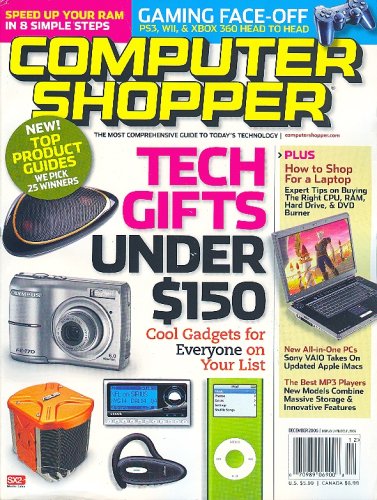 SPEED UP YOUR RAM
IN 8 SIMPLE STEPS
GAMING FACE-OFF
PS3, WII, & XBOX 360 HEAD TO HEAD
COMPUTER
SHOPPER
THE MOST COMPREHENSIVE GUIDE TO TODAY'S TECHNOLOGY | computershopper.com
NEW!
TOP
PRODUCT
GUIDES
WE PICK
25 WINNERS
TECH
GIFTS
UNDER
$150
Cool Gadgets for
Everyone on
Your List
PLUS
How to Shop
For a Laptop
Expert Tips on Buying
The Right CPU, RAM,
Hard Drive, & DVD
Burner
New All-in-One PCs
Sony VAIO Takes On
Updated Apple iMacs
The Best MP3 Players
New Models Combine
Massive Storage &
Innovative Features
OLYMPUS
SX2
DECEMBER 2006
U.S. $5.99 | CANADA $6.99